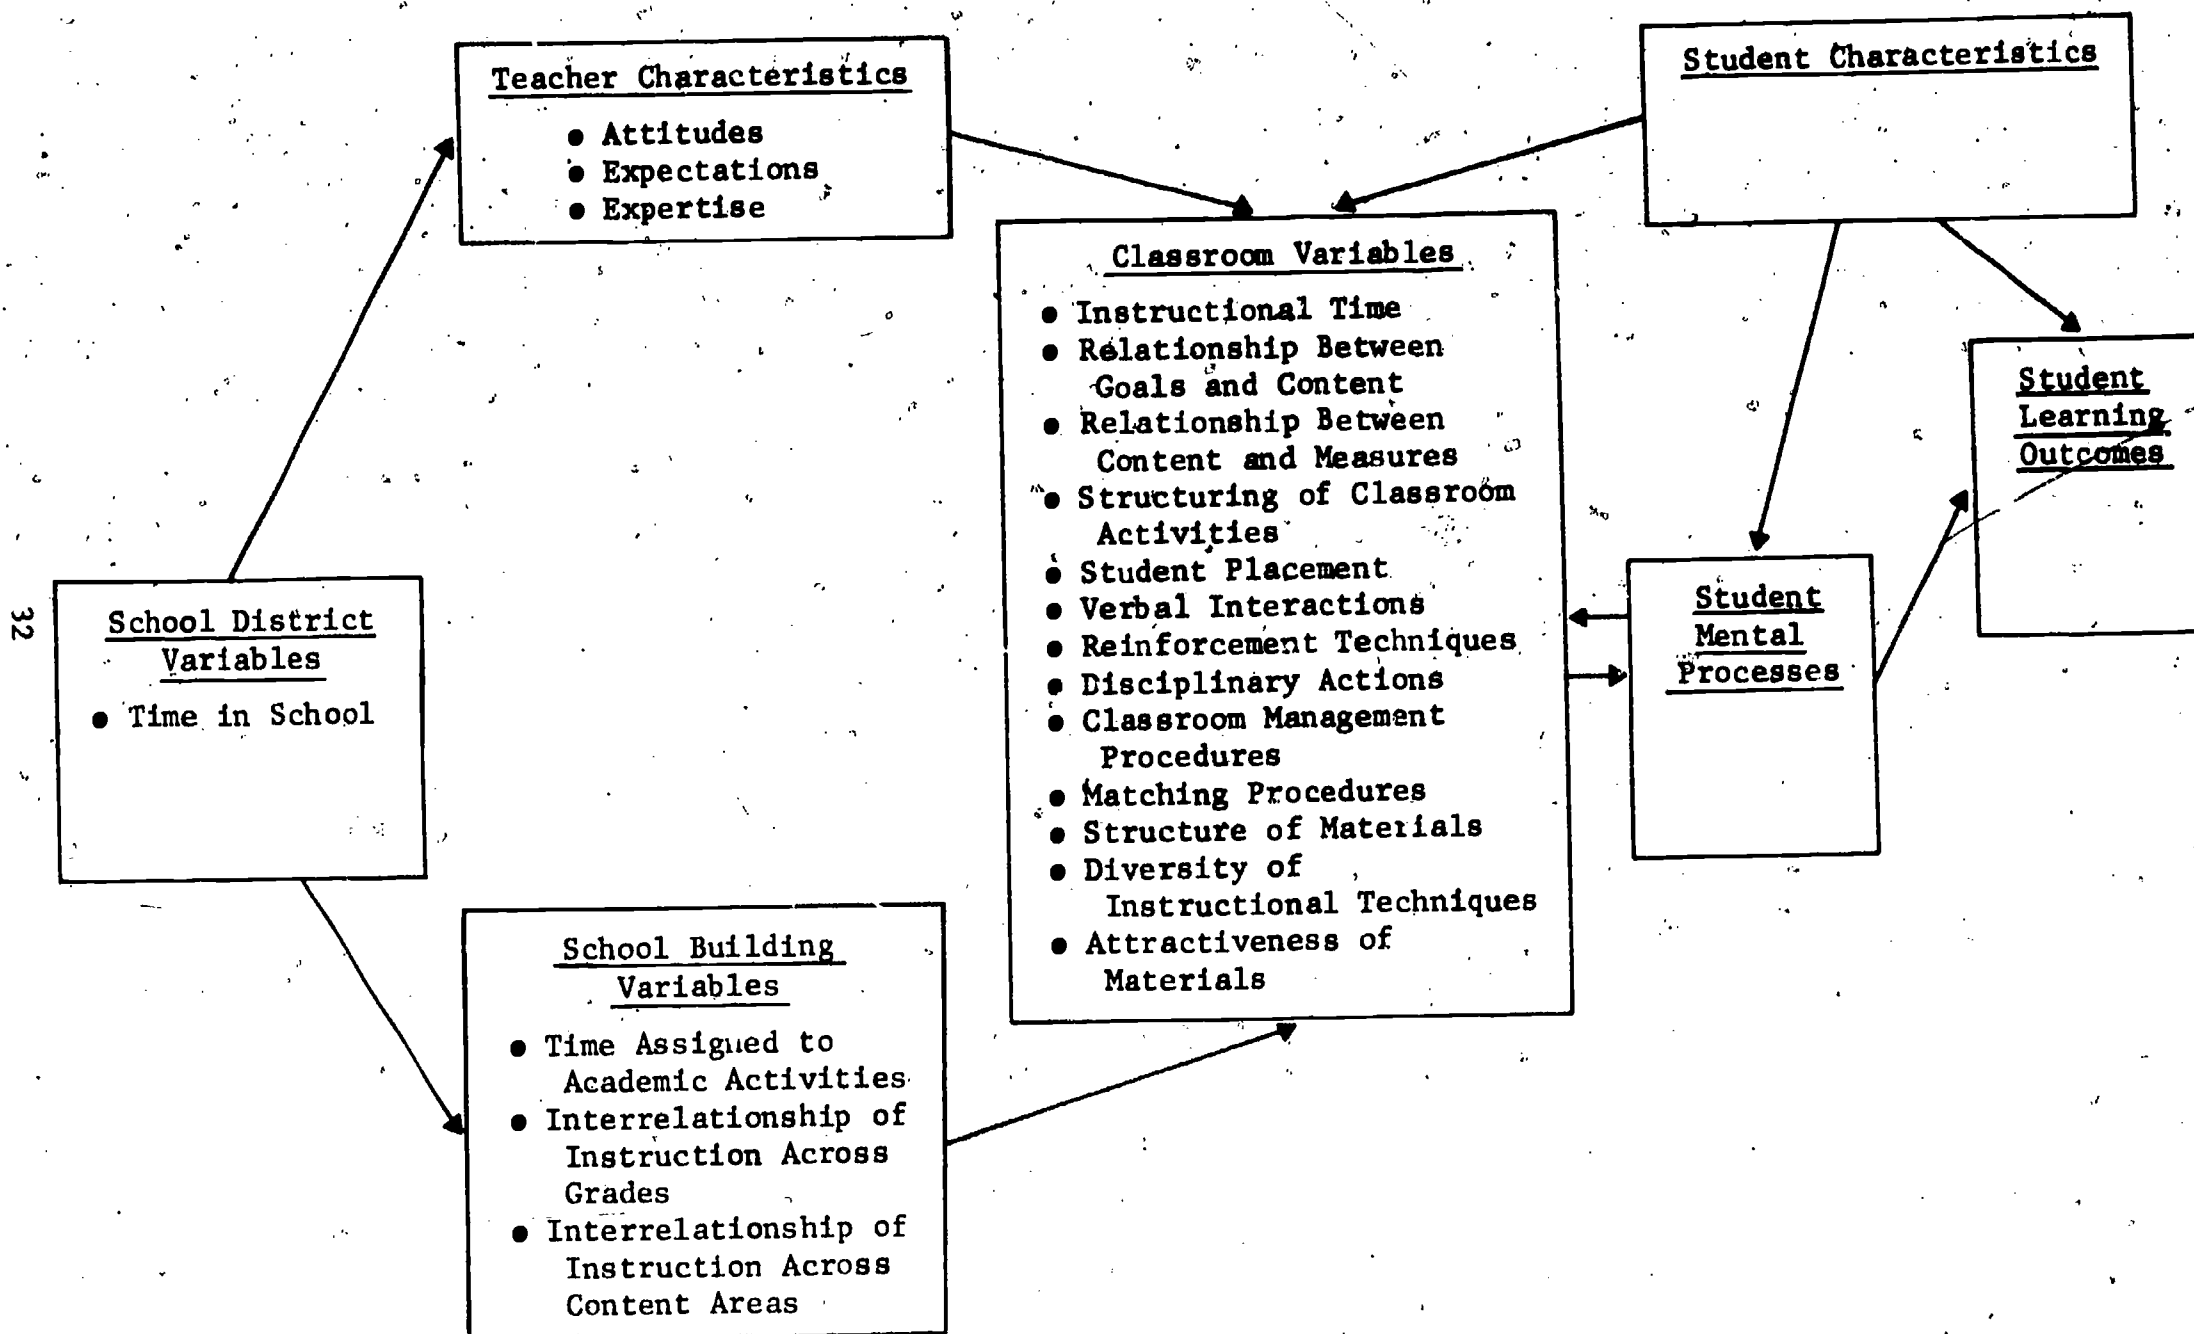 Teacher Characteristics
● Attitudes
● Expectations
● Expertise
Student Characteristics
Classroom Variables
● Instructional Time
● Relationship Between
Goals and Content
● Relationship Between
Content and Measures
● Structuring of Classroom
Activities
● Student Placement
● Verbal Interactions
● Reinforcement Techniques
● Disciplinary Actions
● Classroom Management
Procedures
● Matching Procedures
● Structure of Materials
● Diversity of
Instructional Techniques
● Attractiveness of
Materials
Student
Learning
Outcomes
Student
Mental
Processes
32
School District
Variables
● Time in School
School Building
Variables
● Time Assigned to
Academic Activities
● Interrelationship of
Instruction Across
Grades
● Interrelationship of
Instruction Across
Content Areas